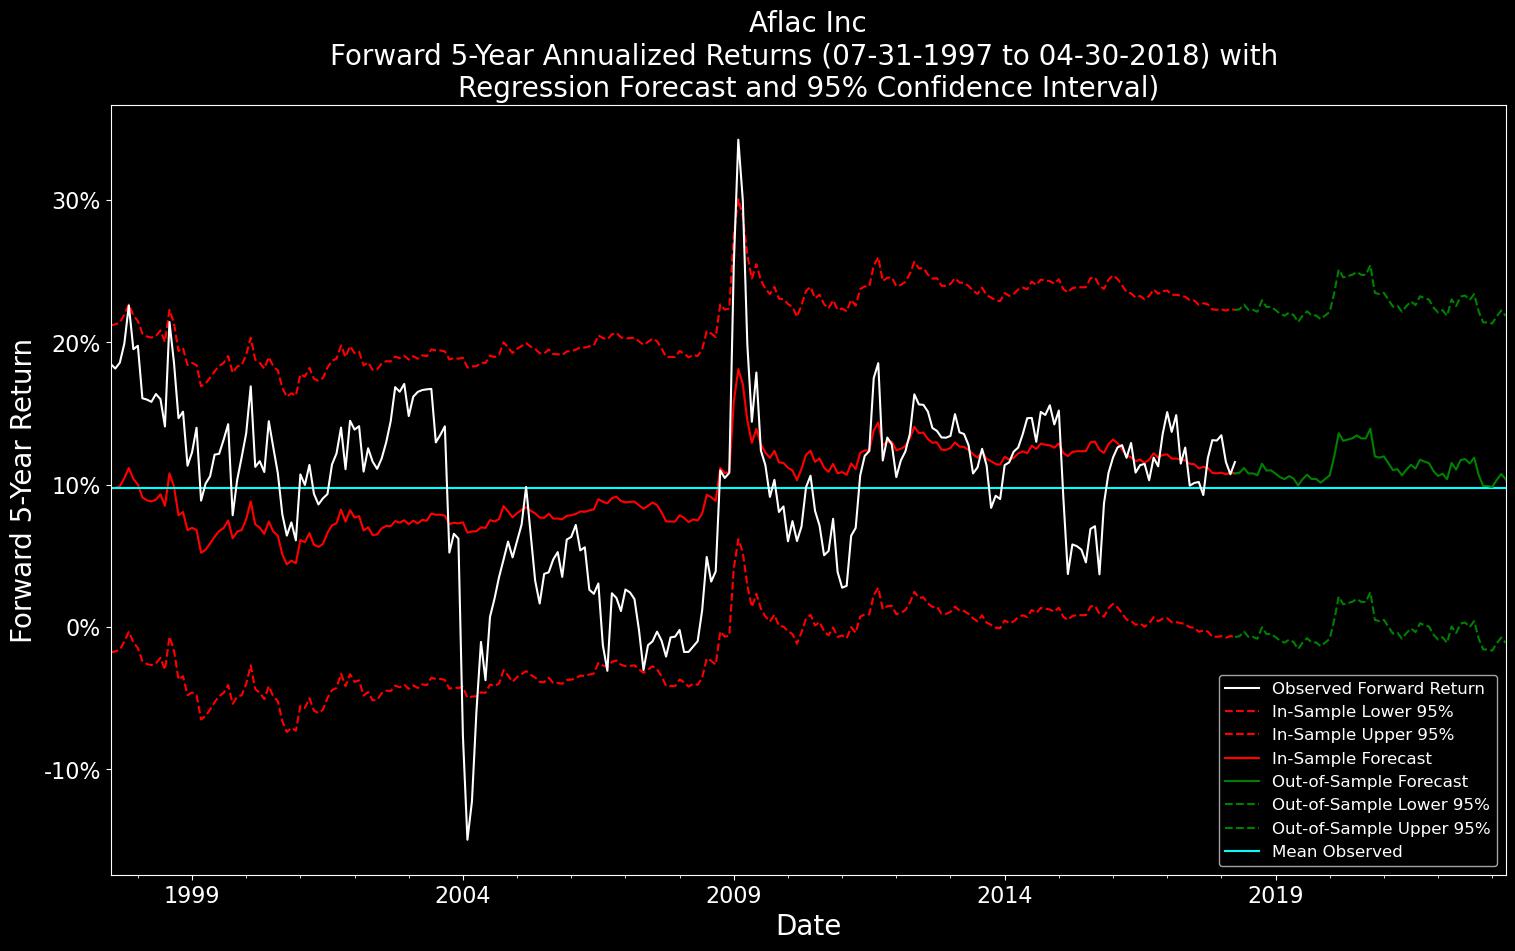 Aflac Inc
Forward 5-Year Annualized Returns (07-31-1997 to 04-30-2018) with
Regression Forecast and 95% Confidence Interval)
Forward 5-Year Return
30%
20%
10%
0%
-10%
Observed Forward Return
In-Sample Lower 95%
In-Sample Upper 95%
In-Sample Forecast
Out-of-Sample Forecast
Out-of-Sample Lower 95%
Out-of-Sample Upper 95%
Mean Observed
1999
2004
2009
2014
2019
Date